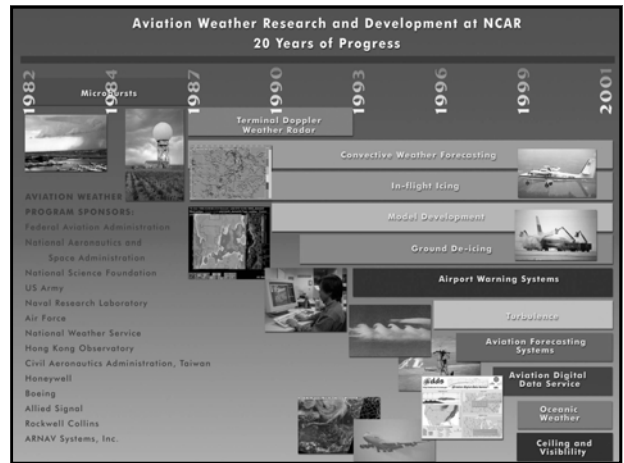 Aviation Weather Research and Development at NCAR
20 Years of Progress
1982
1984
1987
1990
1993
1996
1999
2001
Microbursts
Terminal Doppler
Weather Radar
Convective Weather Forecasting
In-flight Icing
Model Development
Ground De-icing
Airport Warning Systems
Turbulence
Aviation Forecasting
Systems
Aviation Digital
Data Service
Oceanic
Weather
Ceiling and
Visiblility
AVIATION WEATHER
PROGRAM SPONSORS:
Federal Aviation Administration
National Aeronautics and
Space Administration
National Science Foundation
US Army
Naval Research Laboratory
Air Force
National Weather Service
Hong Kong Observatory
Civil Aeronautics Administration, Taiwan
Honeywell
Boeing
Allied Signal
Rockwell Collins
ARNAV Systems, Inc.